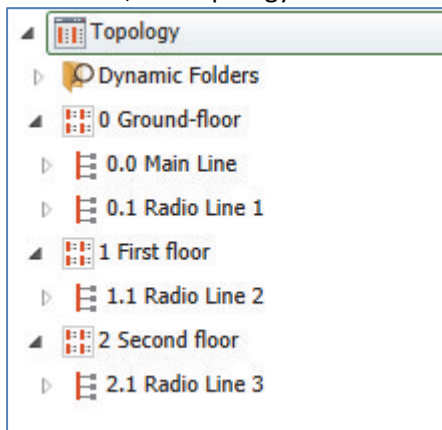 Topology
Dynamic Folders
0 Ground-floor
0.0 Main Line
0.1 Radio Line 1
1 First floor
1.1 Radio Line 2
2 Second floor
2.1 Radio Line 3